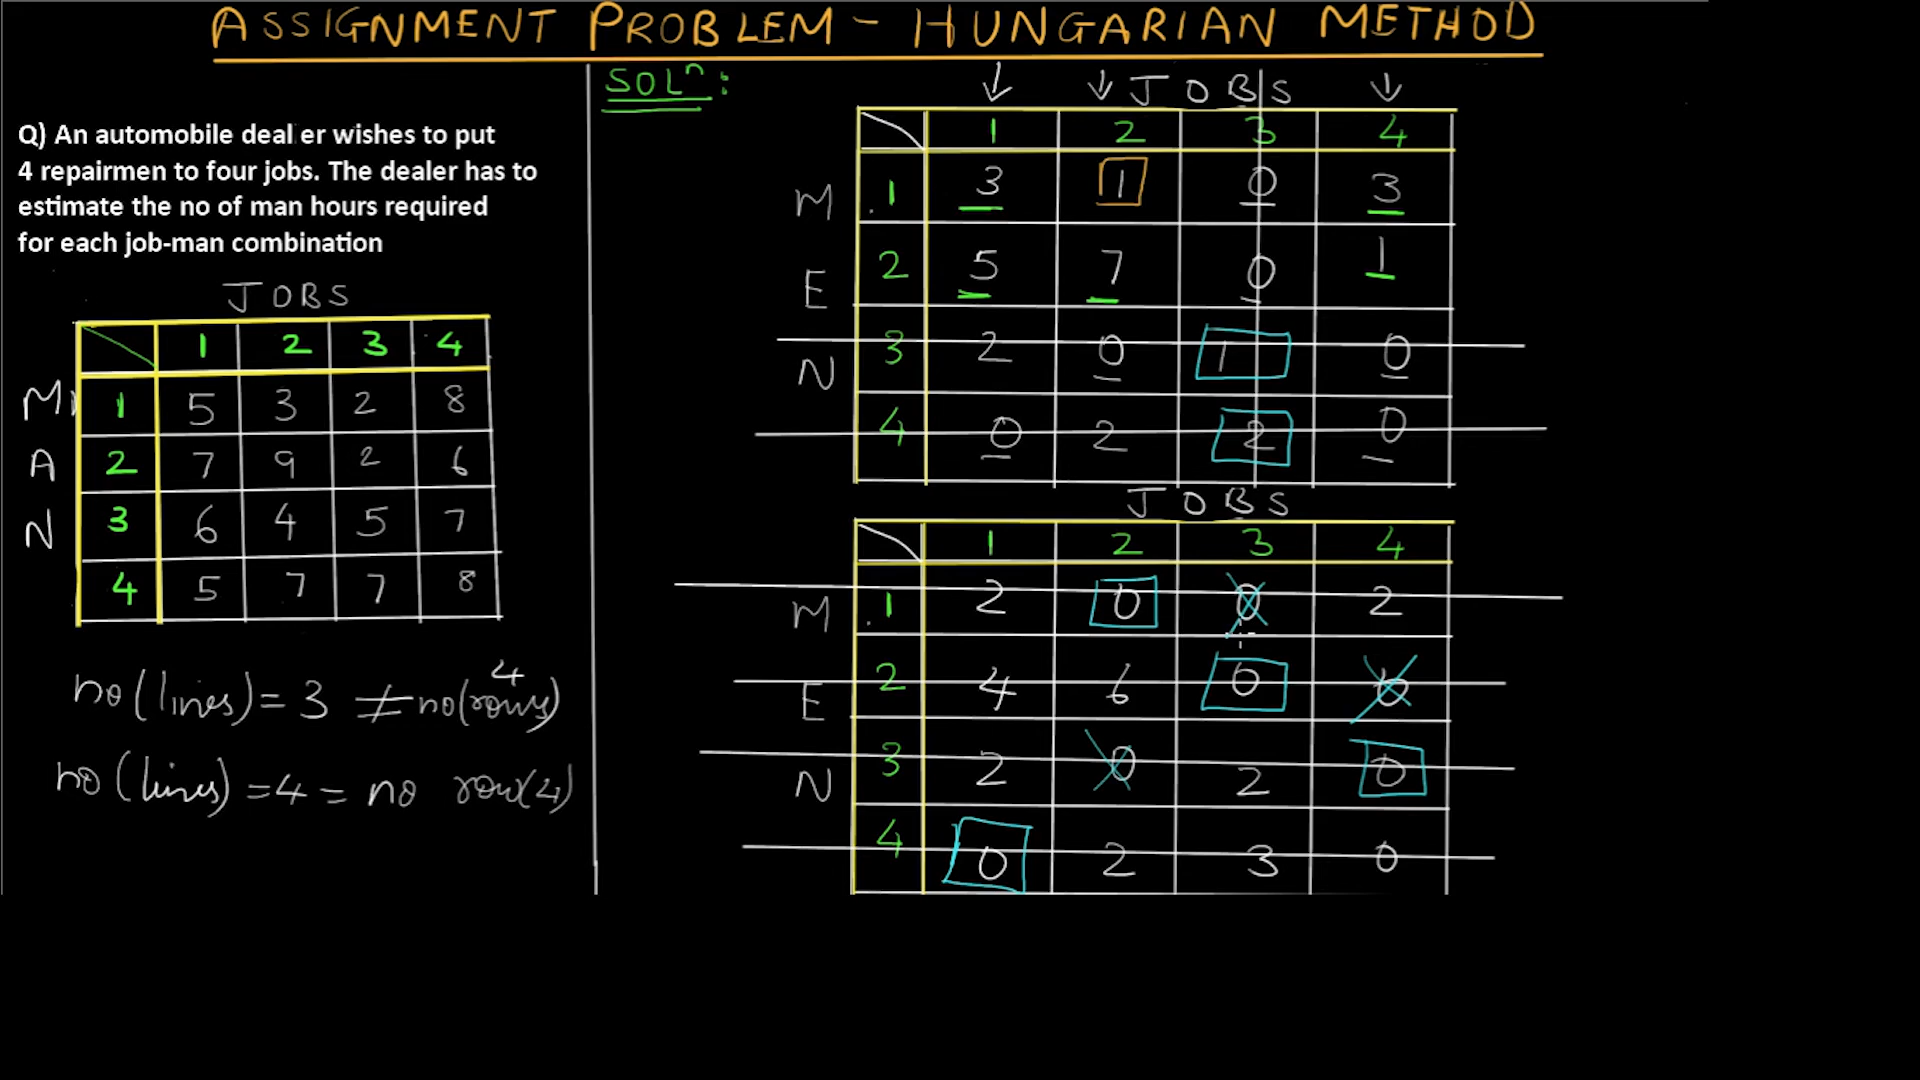 ASSIGNMENT PROBLEM - HUNGARIAN METHOD
Q) An automobile deal er wishes to put
4 repairmen to four jobs. The dealer has to
estimate the no of man hours required
for each job-man combination
JOBS
1 2 3 4
M 1 5 3 2 8
A 2 7 9 2 6
N 3 6 4 5 7
4 5 7 7 8
no (lines) = 3 ≠ no(rows) 4
no (lines) = 4 = no row(4)
SOLⁿ :
JOBS
1 2 3 4
M 1 3 1 0 3
E 2 5 7 0 1
N 3 2 0 1 0
4 0 2 2 0
JOBS
1 2 3 4
M 1 2 0 0 2
E 2 4 6 0 0
N 3 2 0 2 0
4 0 2 3 0